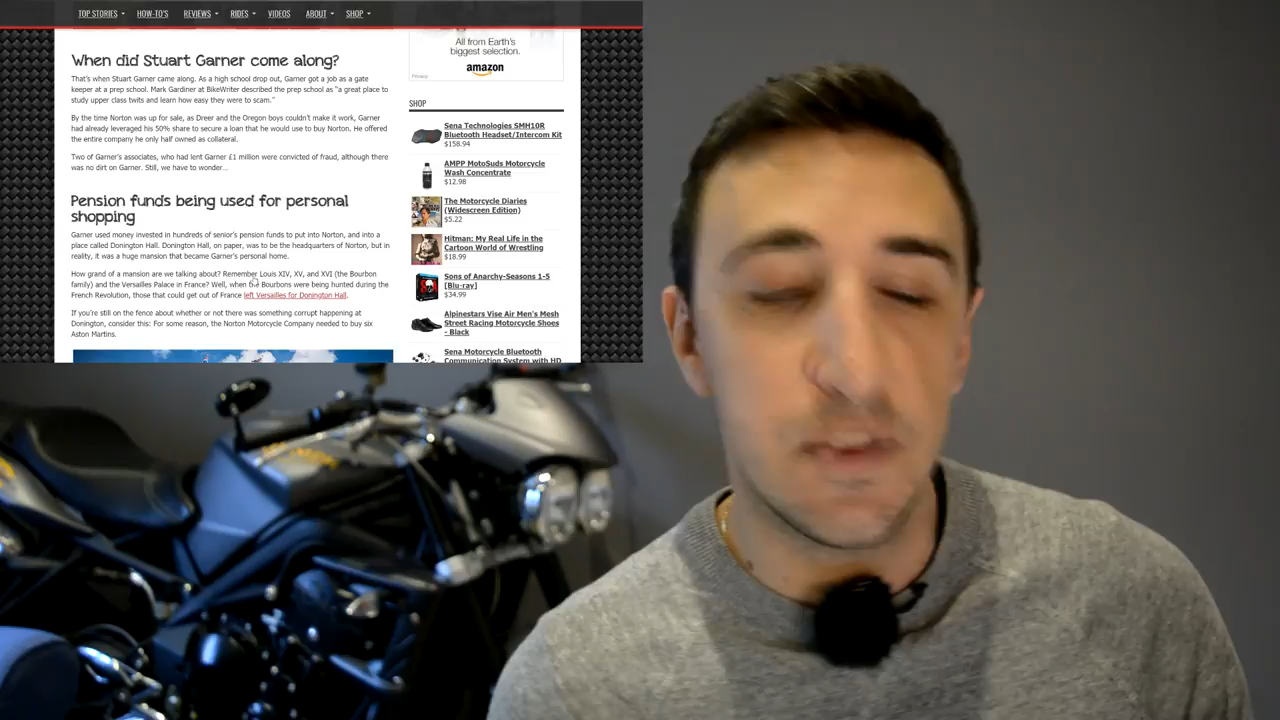 TOP STORIES
HOW-TO'S
REVIEWS
RIDES
VIDEOS
ABOUT
SHOP
When did Stuart Garner come along?
That's when Stuart Garner came along. As a high school drop out, Garner got a job as a gate
keeper at a prep school. Mark Gardiner at BikeWriter described the prep school as "a great place to
study upper class twits and learn how easy they were to scam."
By the time Norton was up for sale, as Dreer and the Oregon boys couldn't make it work, Garner
had already leveraged his 50% share to secure a loan that he would use to buy Norton. He offered
the entire company he only half owned as collateral.
Two of Garner's associates, who had lent Garner £1 million were convicted of fraud, although there
was no dirt on Garner. Still, we have to wonder...
Pension funds being used for personal
shopping
Garner used money invested in hundreds of senior's pension funds to put into Norton, and into a
place called Donington Hall. Donington Hall, on paper, was to be the headquarters of Norton, but in
reality, it was a huge mansion that became Garner's personal home.
How grand of a mansion are we talking about? Remember Louis XIV, XV, and XVI (the Bourbon
family) and the Versailles Palace in France? Well, when the Bourbons were being hunted during the
French Revolution, those that could get out of France left Versailles for Donington Hall.
If you're still on the fence about whether or not there was something corrupt happening at
Donington, consider this: For some reason, the Norton Motorcycle Company needed to buy six
Aston Martins.
All from Earth's
biggest selection.
amazon
Privacy
SHOP
Sena Technologies SMH10R
Bluetooth Headset/Intercom Kit
$158.94
AMPP MotoSuds Motorcycle
Wash Concentrate
$12.98
The Motorcycle Diaries
(Widescreen Edition)
$5.22
Hitman: My Real Life in the
Cartoon World of Wrestling
$18.99
Sons of Anarchy-Seasons 1-5
[Blu-ray]
$34.99
Alpinestars Vise Air Men's Mesh
Street Racing Motorcycle Shoes
- Black
Sena Motorcycle Bluetooth
Communication System with HD